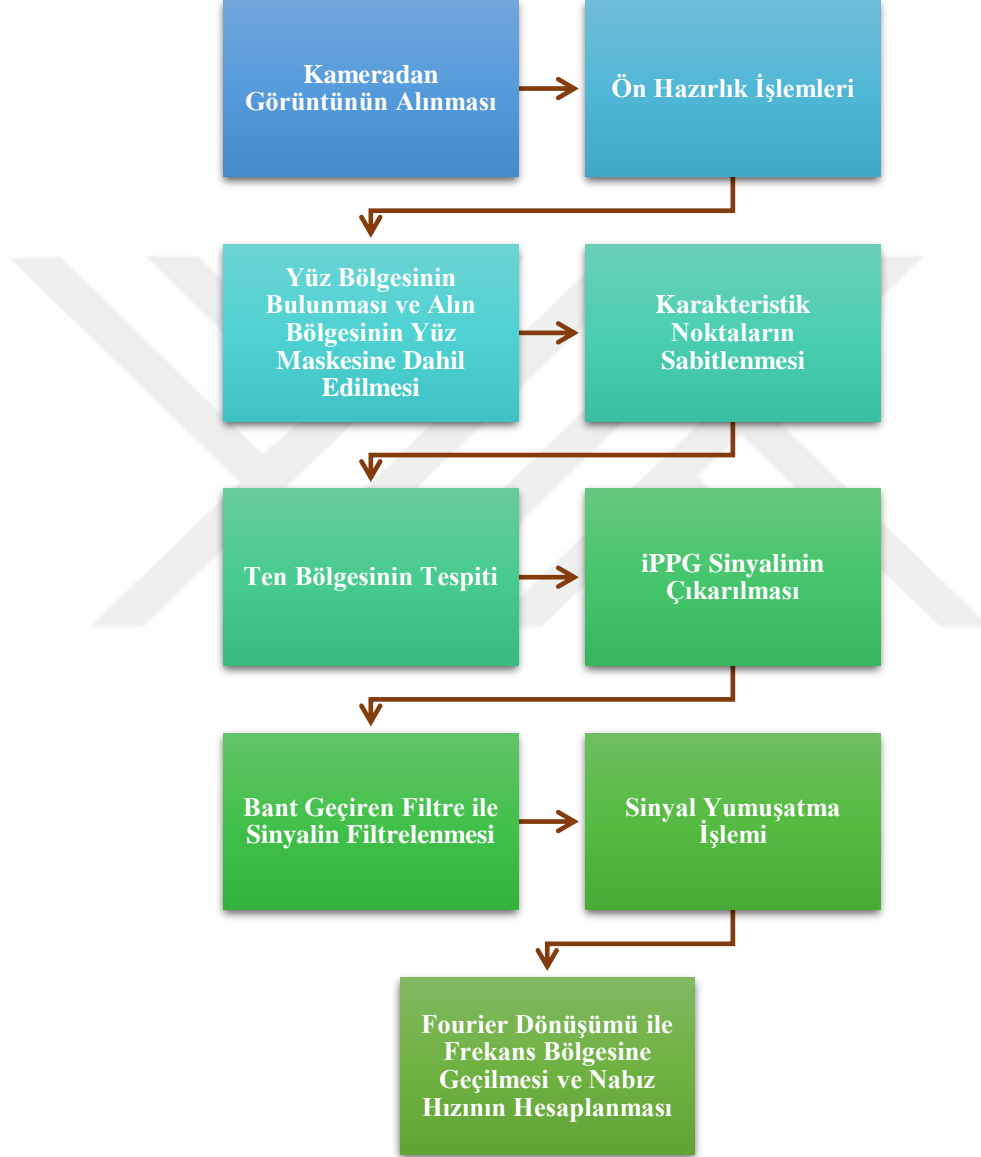 Kameradan
Görüntünün Alınması
Ön Hazırlık İşlemleri
Yüz Bölgesinin
Bulunması ve Alın
Bölgesinin Yüz
Maskesine Dahil
Edilmesi
Karakteristik
Noktaların
Sabitlenmesi
Ten Bölgesinin Tespiti
iPPG Sinyalinin
Çıkarılması
Bant Geçiren Filtre ile
Sinyalin Filtrelenmesi
Sinyal Yumuşatma
İşlemi
Fourier Dönüşümü ile
Frekans Bölgesine
Geçilmesi ve Nabız
Hızının Hesaplanması